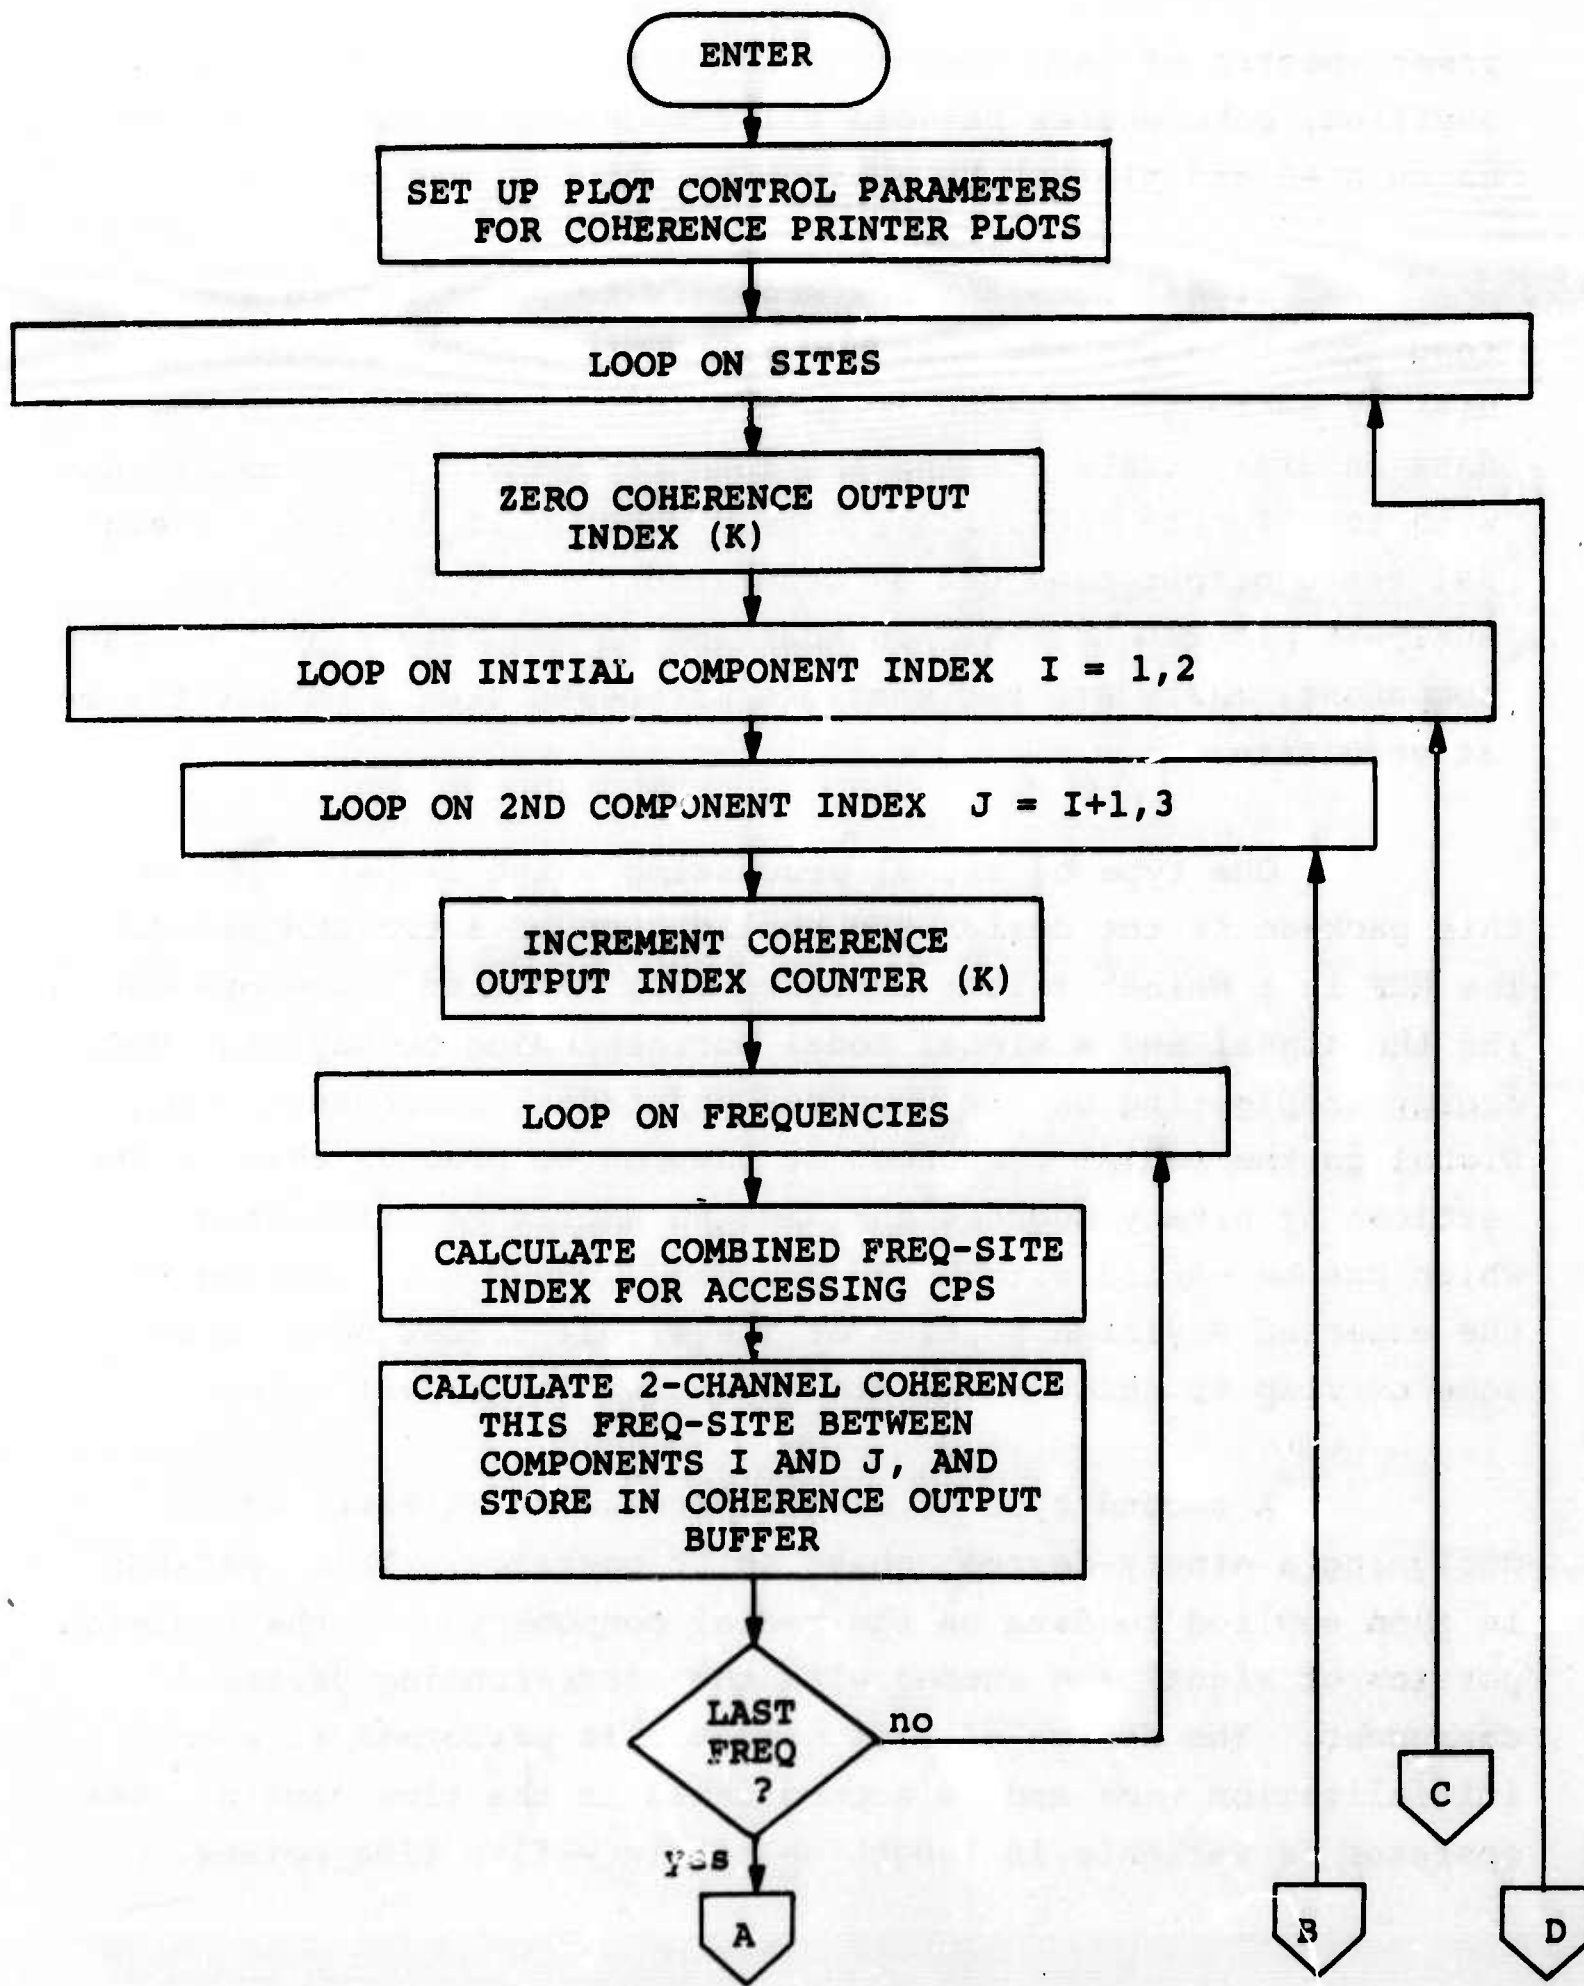 ENTER
SET UP PLOT CONTROL PARAMETERS
FOR COHERENCE PRINTER PLOTS
LOOP ON SITES
ZERO COHERENCE OUTPUT
INDEX (K)
LOOP ON INITIAL COMPONENT INDEX I = 1,2
LOOP ON 2ND COMPONENT INDEX J = I+1,3
INCREMENT COHERENCE
OUTPUT INDEX COUNTER (K)
LOOP ON FREQUENCIES
CALCULATE COMBINED FREQ-SITE
INDEX FOR ACCESSING CPS
CALCULATE 2-CHANNEL COHERENCE
THIS FREQ-SITE BETWEEN
COMPONENTS I AND J, AND
STORE IN COHERENCE OUTPUT
BUFFER
LAST
FREQ
?
no
yes
A
B
C
D